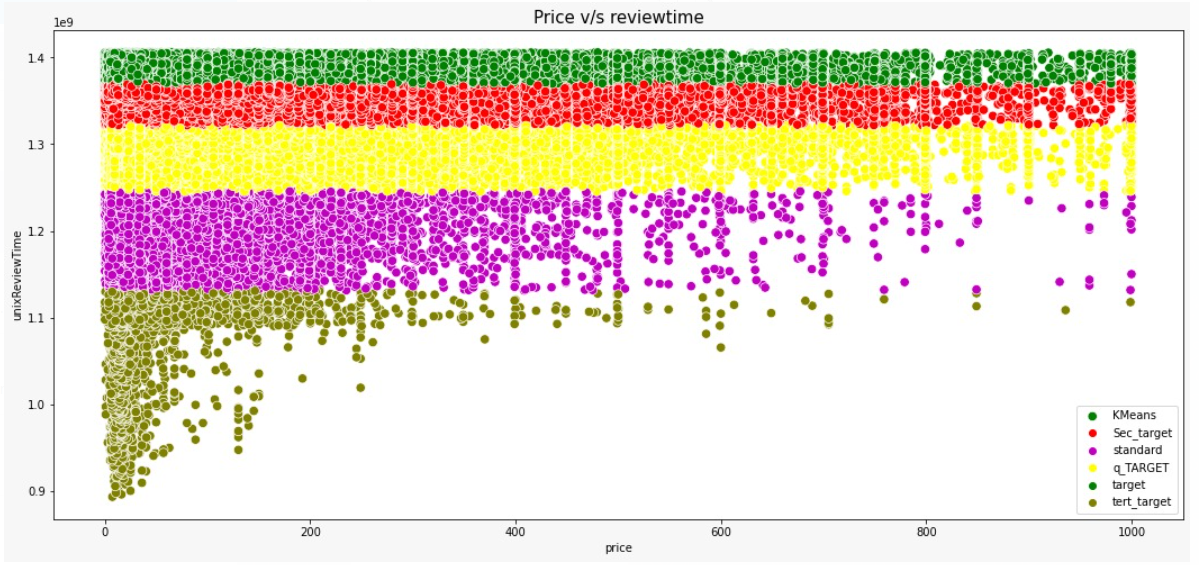 Price v/s reviewtime
1e9
1.4
1.3
1.2
1.1
1.0
0.9
unixReviewTime
0
200
400
600
800
1000
price
KMeans
Sec_target
standard
q_TARGET
target
tert_target